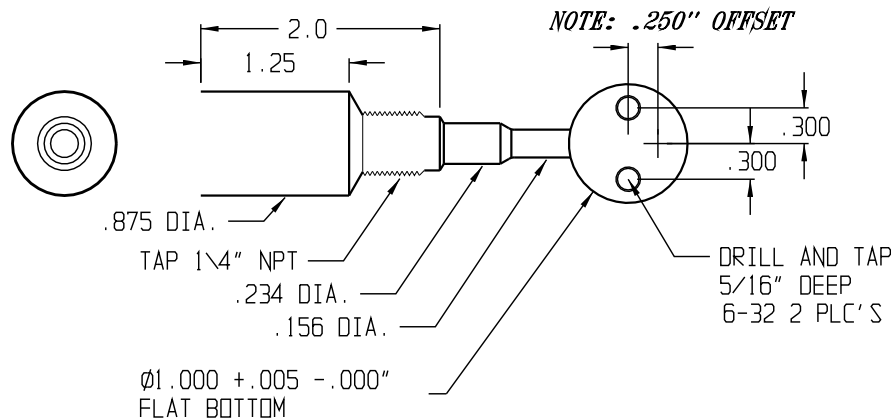 NOTE: .250" OFFSET
2.0
1.25
.300
.300
.875 DIA.
TAP 1\4" NPT
.234 DIA.
.156 DIA.
DRILL AND TAP
5/16" DEEP
6-32 2 PLC'S
Ø1.000 +.005 -.000"
FLAT BOTTOM